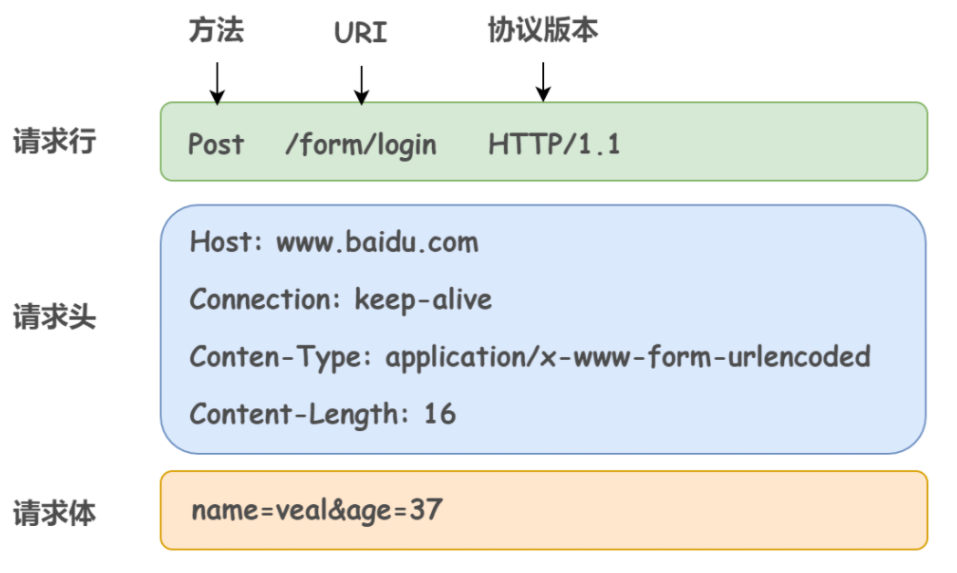 方法 URI 协议版本
请求行 Post /form/login HTTP/1.1
Host: www.baidu.com
Connection: keep-alive
请求头
Conten-Type: application/x-www-form-urlencoded
Content-Length: 16
请求体 name=veal&age=37